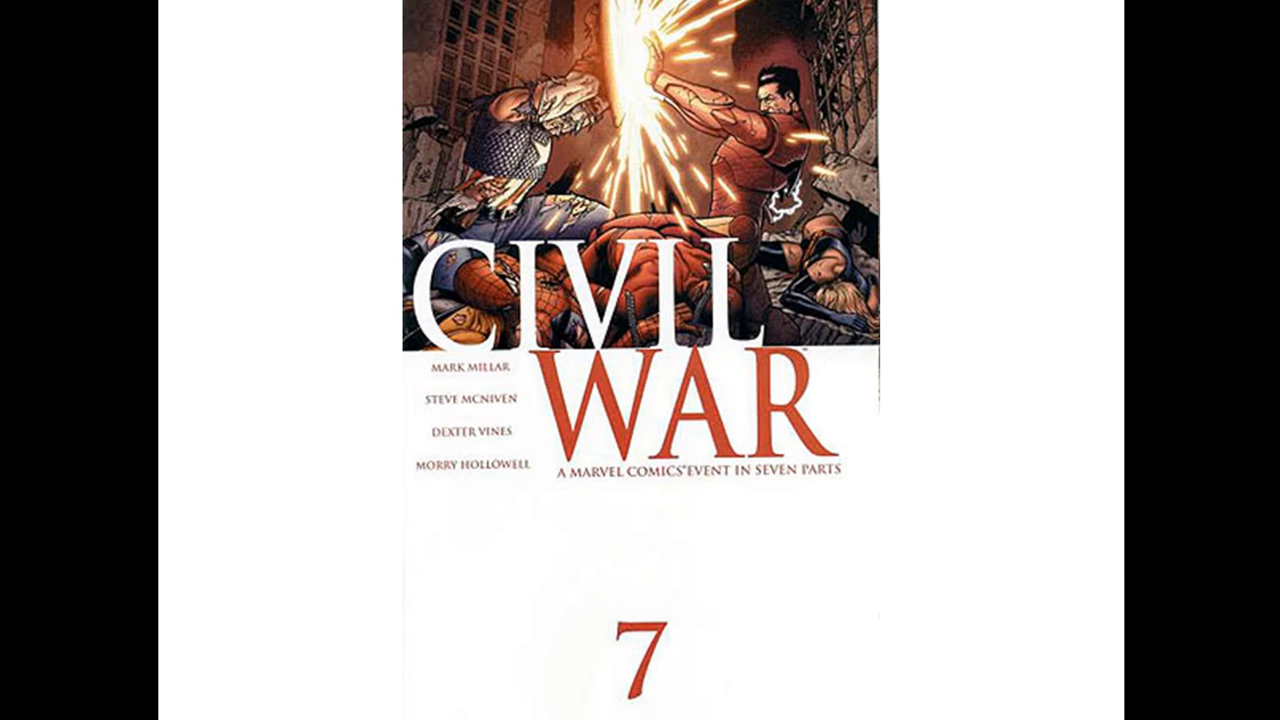 CIVIL
WAR
MARK MILLAR
STEVE MCNIVEN
DEXTER VINES
MORRY HOLLOWELL
A MARVEL COMICS EVENT IN SEVEN PARTS
7